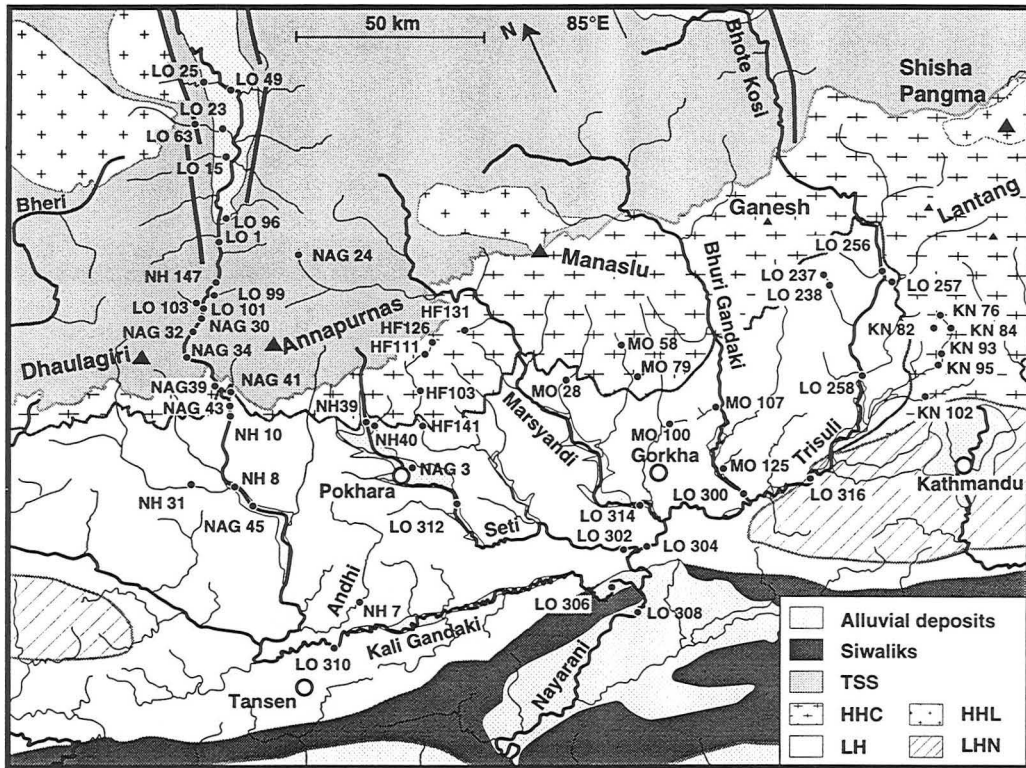 50 km
N
85°E
Bhote Kosi
Shisha
Pangma
LO 25
LO 49
LO 23
LO 63
LO 15
Bheri
LO 96
LO 1
NAG 24
Manaslu
Ganesh
Lantang
NH 147
LO 99
LO 103
LO 101
NAG 32
NAG 30
Dhaulagiri
NAG 34
Annapurnas
HF131
HF126
HF111
MO 58
MO 79
Bhuri Gandaki
LO 256
LO 237
LO 238
LO 257
KN 76
KN 82
KN 84
KN 93
KN 95
NAG39
NAG 41
NAG 43
NH39
HF103
MO 28
LO 258
KN 102
NH 10
NH40
HF141
Marsyandi
MO 107
MO 100
Gorkha
Trisuli
NH 8
NH 31
NAG 3
Pokhara
MO 125
LO 316
Kathmandu
NAG 45
LO 312
Seti
LO 314
LO 300
LO 302
LO 304
Andhi
NH 7
LO 306
LO 308
Kali Gandaki
LO 310
Tansen
Nayarani
Alluvial deposits
Siwaliks
TSS
HHC
HHL
LH
LHN